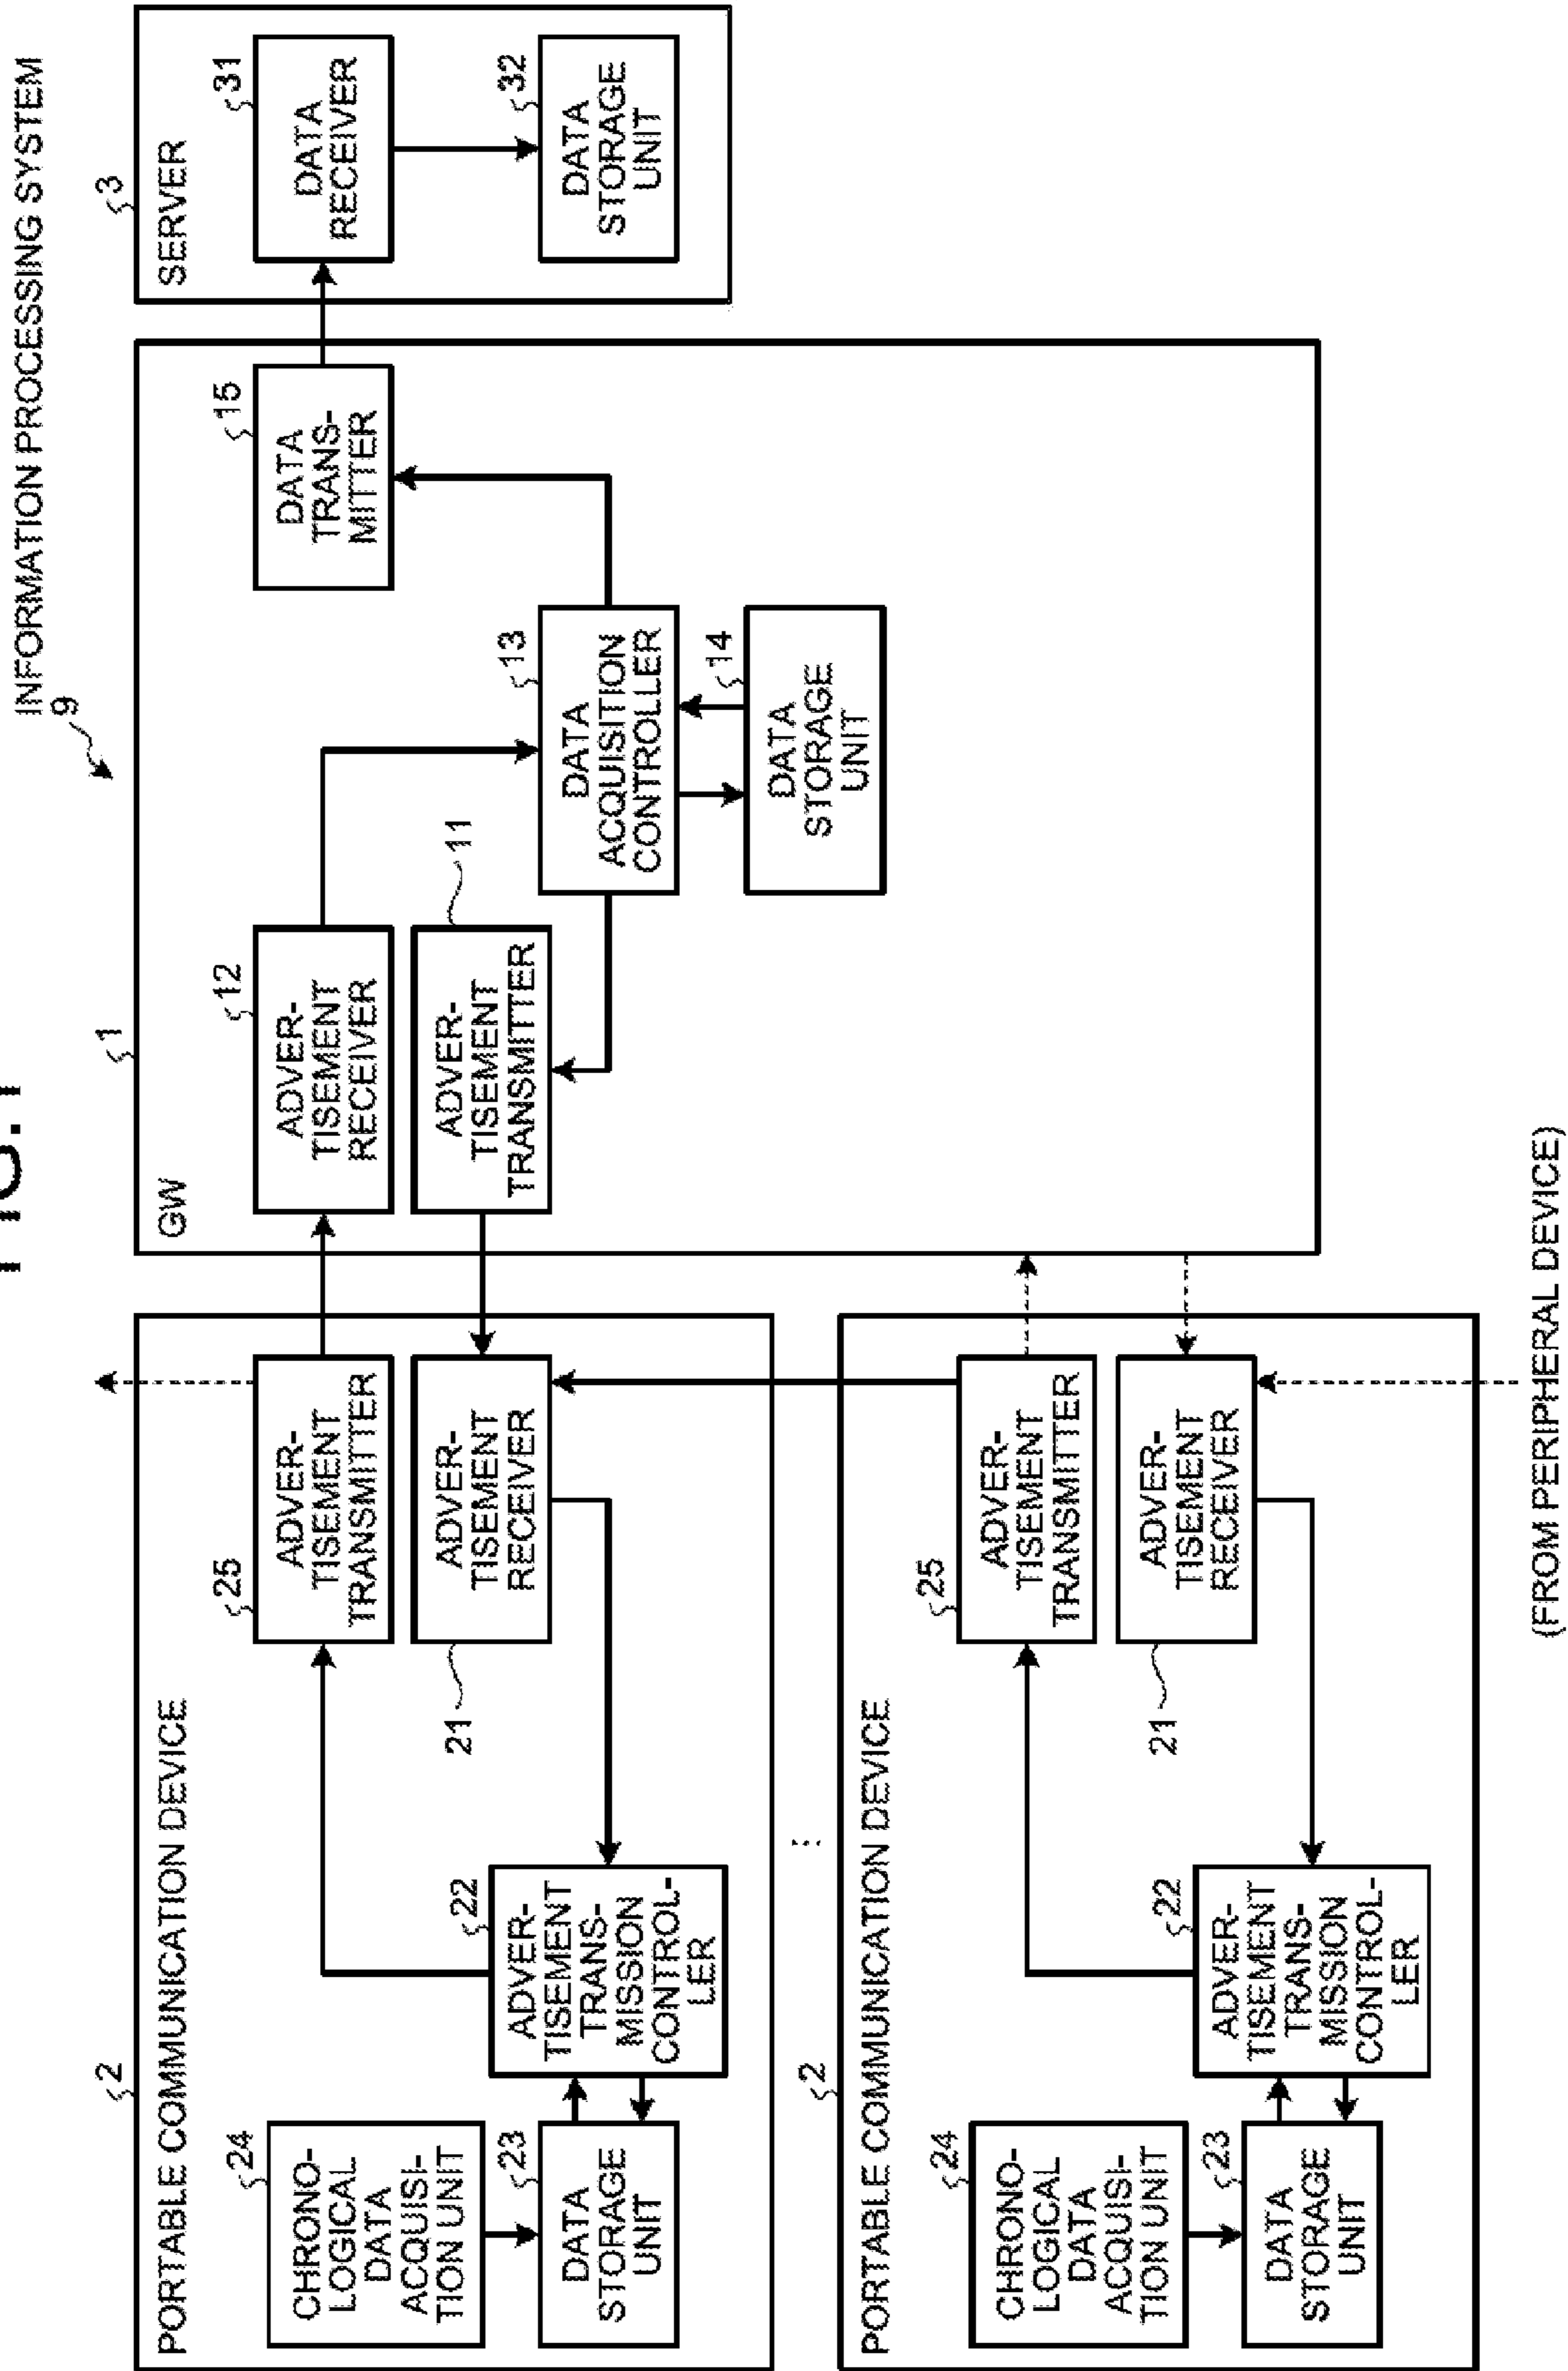 FIG. 1
INFORMATION PROCESSING SYSTEM
9
2
PORTABLE COMMUNICATION DEVICE
24
CHRONO-
LOGICAL
DATA
ACQUISI-
TION UNIT
23
DATA
STORAGE
UNIT
22
ADVER-
TISEMENT
TRANS-
MISSION
CONTROL-
LER
25
ADVER-
TISEMENT
TRANSMITTER
21
ADVER-
TISEMENT
RECEIVER
1
GW
12
ADVER-
TISEMENT
RECEIVER
11
ADVER-
TISEMENT
TRANSMITTER
13
DATA
ACQUISITION
CONTROLLER
14
DATA
STORAGE
UNIT
15
DATA
TRANS-
MITTER
3
SERVER
31
DATA
RECEIVER
32
DATA
STORAGE
UNIT
2
PORTABLE COMMUNICATION DEVICE
24
CHRONO-
LOGICAL
DATA
ACQUISI-
TION UNIT
23
DATA
STORAGE
UNIT
22
ADVER-
TISEMENT
TRANS-
MISSION
CONTROL-
LER
25
ADVER-
TISEMENT
TRANSMITTER
21
ADVER-
TISEMENT
RECEIVER
(FROM PERIPHERAL DEVICE)